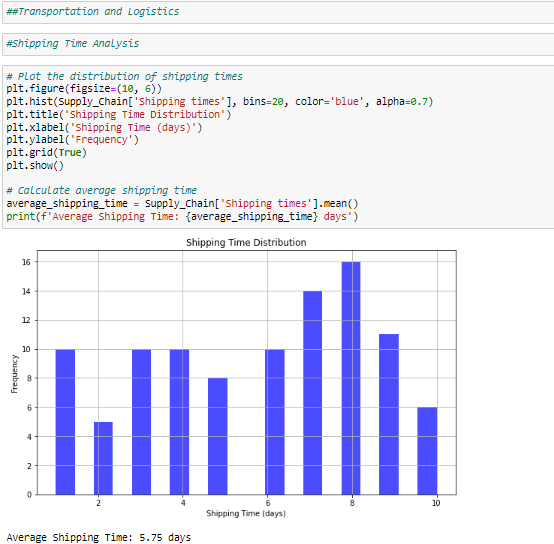 ##Transportation and Logistics
#Shipping Time Analysis
# Plot the distribution of shipping times
plt.figure(figsize=(10, 6))
plt.hist(Supply_Chain['Shipping times'], bins=20, color='blue', alpha=0.7)
plt.title('Shipping Time Distribution')
plt.xlabel('Shipping Time (days)')
plt.ylabel('Frequency')
plt.grid(True)
plt.show()
# Calculate average shipping time
average_shipping_time = Supply_Chain['Shipping times'].mean()
print(f'Average Shipping Time: {average_shipping_time} days')
Shipping Time Distribution
16
14
12
10
8
6
4
2
0
Frequency
2 4 6 8 10
Shipping Time (days)
Average Shipping Time: 5.75 days